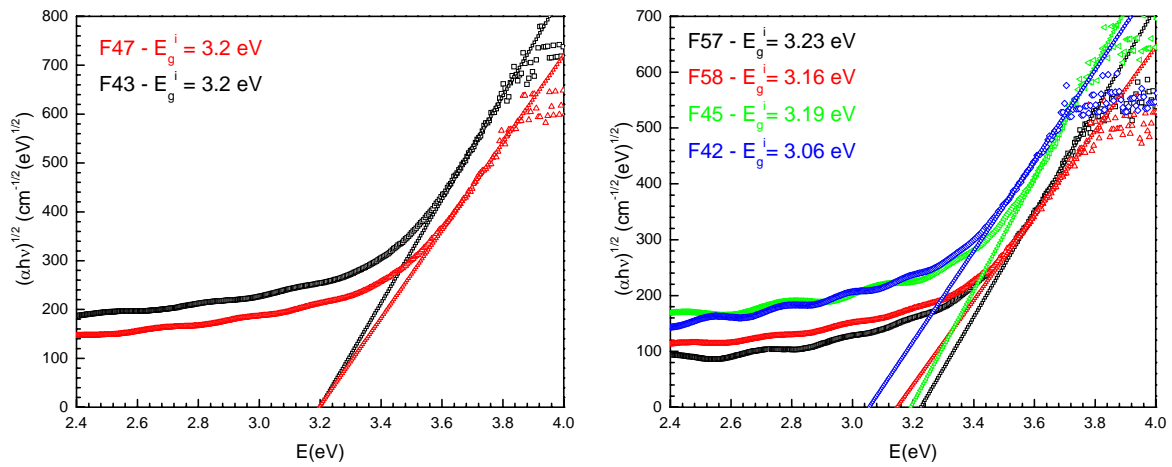 800
700
600
500
400
300
200
100
0
(αhν)^1/2 (cm^-1/2(eV)^1/2)
F47 - E_g^i = 3.2 eV
F43 - E_g^i = 3.2 eV
2.4 2.6 2.8 3.0 3.2 3.4 3.6 3.8 4.0
E(eV)
700
600
500
400
300
200
100
0
(αhν)^1/2 (cm^-1/2(eV)^1/2)
F57 - E_g^i = 3.23 eV
F58 - E_g^i = 3.16 eV
F45 - E_g^i = 3.19 eV
F42 - E_g^i = 3.06 eV
2.4 2.6 2.8 3.0 3.2 3.4 3.6 3.8 4.0
E(eV)